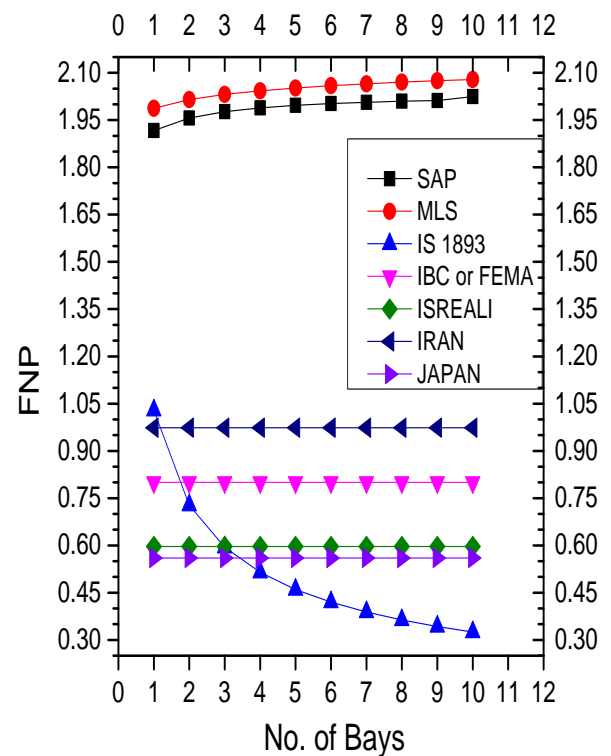 0 1 2 3 4 5 6 7 8 9 10 11 12
2.10 2.10
1.95 1.95
1.80 1.80
1.65 1.65
1.50 1.50
1.35 1.35
1.20 1.20
1.05 1.05
0.90 0.90
0.75 0.75
0.60 0.60
0.45 0.45
0.30 0.30
SAP
MLS
IS 1893
IBC or FEMA
ISREALI
IRAN
JAPAN
FNP
0 1 2 3 4 5 6 7 8 9 10 11 12
No. of Bays